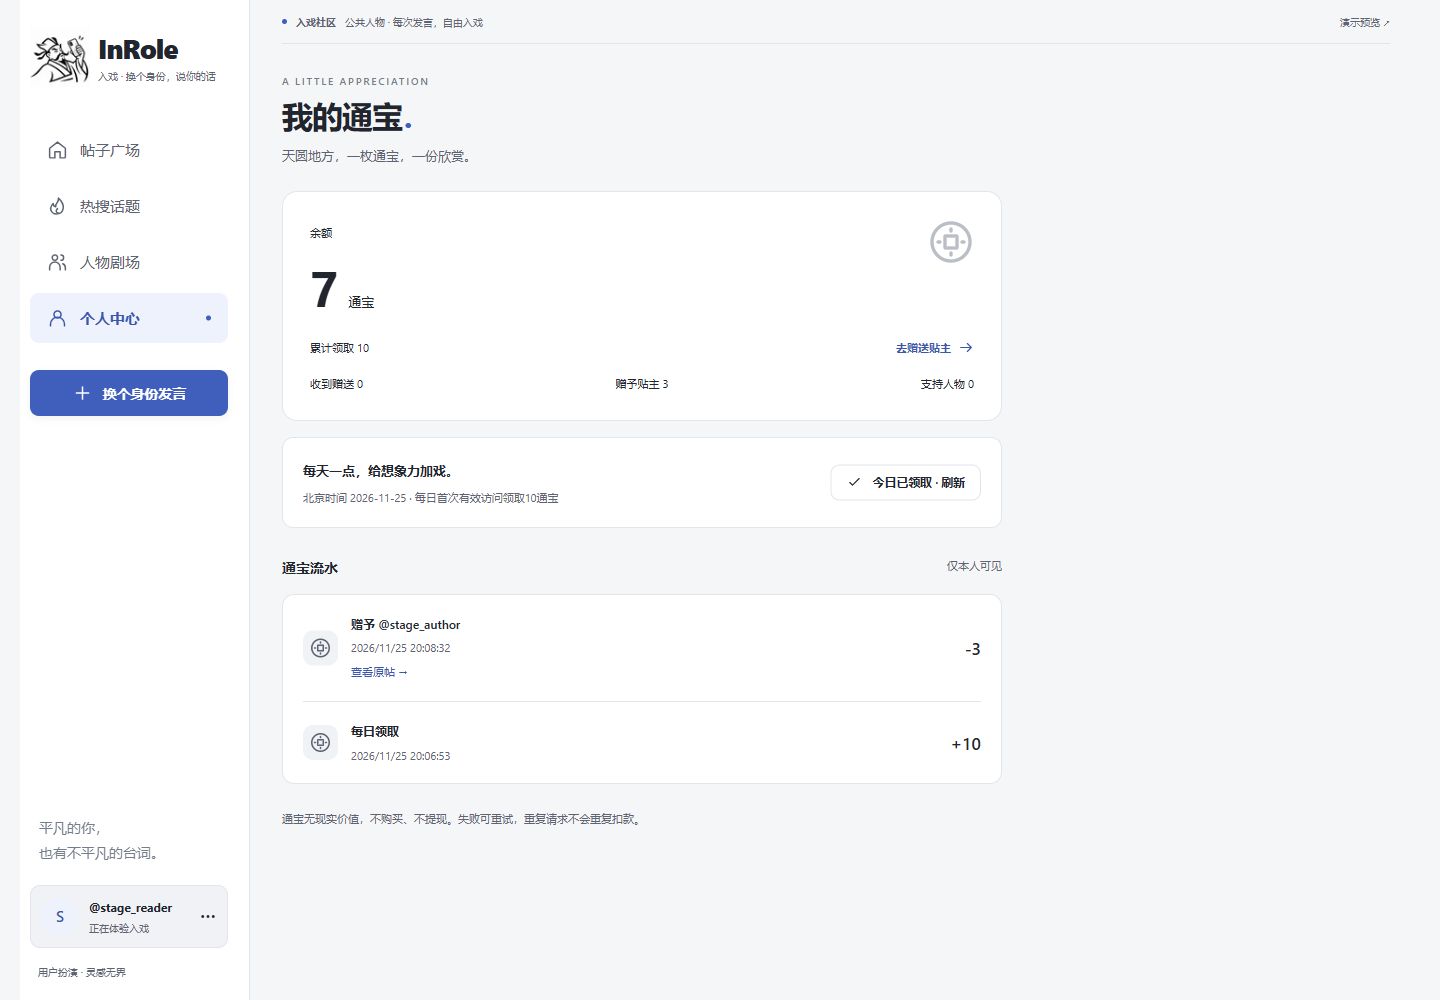 InRole
入戏 · 换个身份，说你的话
帖子广场
热搜话题
人物剧场
个人中心
换个身份发言
平凡的你，
也有不平凡的台词。
S
@stage_reader
正在体验入戏
用户扮演 · 灵感无界
入戏社区 公共人物 · 每次发言，自由入戏
演示预览 ↗
A LITTLE APPRECIATION
我的通宝.
天圆地方，一枚通宝，一份欣赏。
余额
7 通宝
累计领取 10
去赠送贴主 →
收到赠送 0
赠予贴主 3
支持人物 0
每天一点，给想象力加戏。
北京时间 2026-11-25 · 每日首次有效访问领取10通宝
今日已领取 · 刷新
通宝流水
仅本人可见
赠予 @stage_author
2026/11/25 20:08:32
查看原帖 →
-3
每日领取
2026/11/25 20:06:53
+10
通宝无现实价值，不购买、不提现。失败可重试，重复请求不会重复扣款。